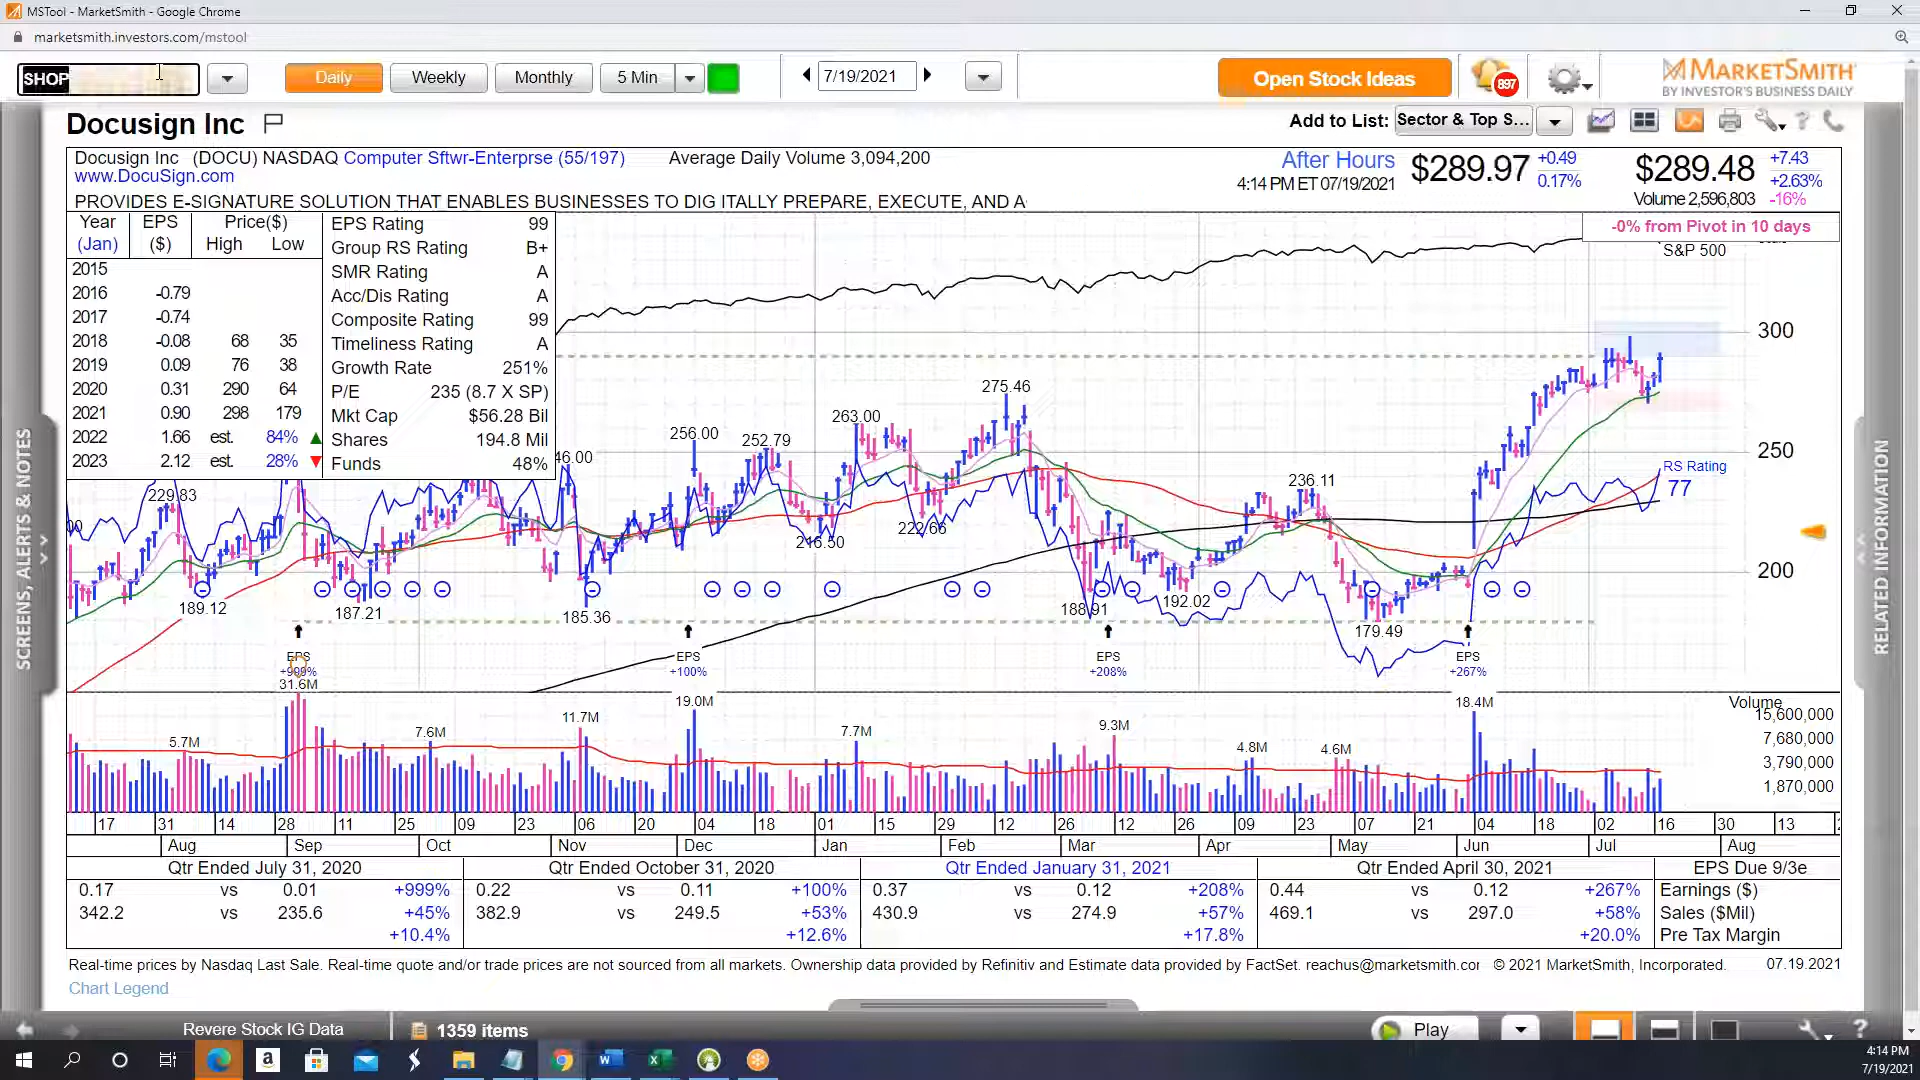 MSTool - MarketSmith - Google Chrome
marketsmith.investors.com/mstool
SHOP Daily Weekly Monthly 5 Min 7/19/2021 Open Stock Ideas 897 MARKETSMITH
BY INVESTOR'S BUSINESS DAILY
Docusign Inc Add to List: Sector & Top S...
Docusign Inc (DOCU) NASDAQ Computer Sftwr-Enterprse (55/197) Average Daily Volume 3,094,200
www.DocuSign.com
PROVIDES E-SIGNATURE SOLUTION THAT ENABLES BUSINESSES TO DIG ITALLY PREPARE, EXECUTE, AND A
After Hours $289.97 +0.49 $289.48 +7.43
4:14 PM ET 07/19/2021 0.17% +2.63%
Volume 2,596,803 -16%
-0% from Pivot in 10 days
S&P 500
Year EPS Price($)
(Jan) ($) High Low
2015
2016 -0.79
2017 -0.74
2018 -0.08 68 35
2019 0.09 76 38
2020 0.31 290 64
2021 0.90 298 179
2022 1.66 est. 84%
2023 2.12 est. 28%
EPS Rating 99
Group RS Rating B+
SMR Rating A
Acc/Dis Rating A
Composite Rating 99
Timeliness Rating A
Growth Rate 251%
P/E 235 (8.7 X SP)
Mkt Cap $56.28 Bil
Shares 194.8 Mil
Funds 48%
300
275.46
263.00
256.00 252.79 250
46.00
RS Rating
77
236.11
229.83
00
222.66
216.50
200
189.12 187.21 185.36 188.91 192.02
179.49
EPS EPS EPS EPS
+999% +100% +208% +267%
31.6M
19.0M 18.4M Volume
15,600,000
5.7M 7.6M 11.7M 7.7M 9.3M 4.8M 4.6M 7,680,000
3,790,000
1,870,000
17 31 14 28 11 25 09 23 06 20 04 18 01 15 29 12 26 12 26 09 23 07 21 04 18 02 16 30 13
Aug Sep Oct Nov Dec Jan Feb Mar Apr May Jun Jul Aug
Qtr Ended July 31, 2020 Qtr Ended October 31, 2020 Qtr Ended January 31, 2021 Qtr Ended April 30, 2021 EPS Due 9/3e
0.17 vs 0.01 +999% 0.22 vs 0.11 +100% 0.37 vs 0.12 +208% 0.44 vs 0.12 +267% Earnings ($)
342.2 vs 235.6 +45% 382.9 vs 249.5 +53% 430.9 vs 274.9 +57% 469.1 vs 297.0 +58% Sales ($Mil)
+10.4% +12.6% +17.8% +20.0% Pre Tax Margin
Real-time prices by Nasdaq Last Sale. Real-time quote and/or trade prices are not sourced from all markets. Ownership data provided by Refinitiv and Estimate data provided by FactSet. reachus@marketsmith.cor © 2021 MarketSmith, Incorporated. 07.19.2021
Chart Legend
SCREENS, ALERTS & NOTES
RELATED INFORMATION
Revere Stock IG Data 1359 items Play
4:14 PM
7/19/2021